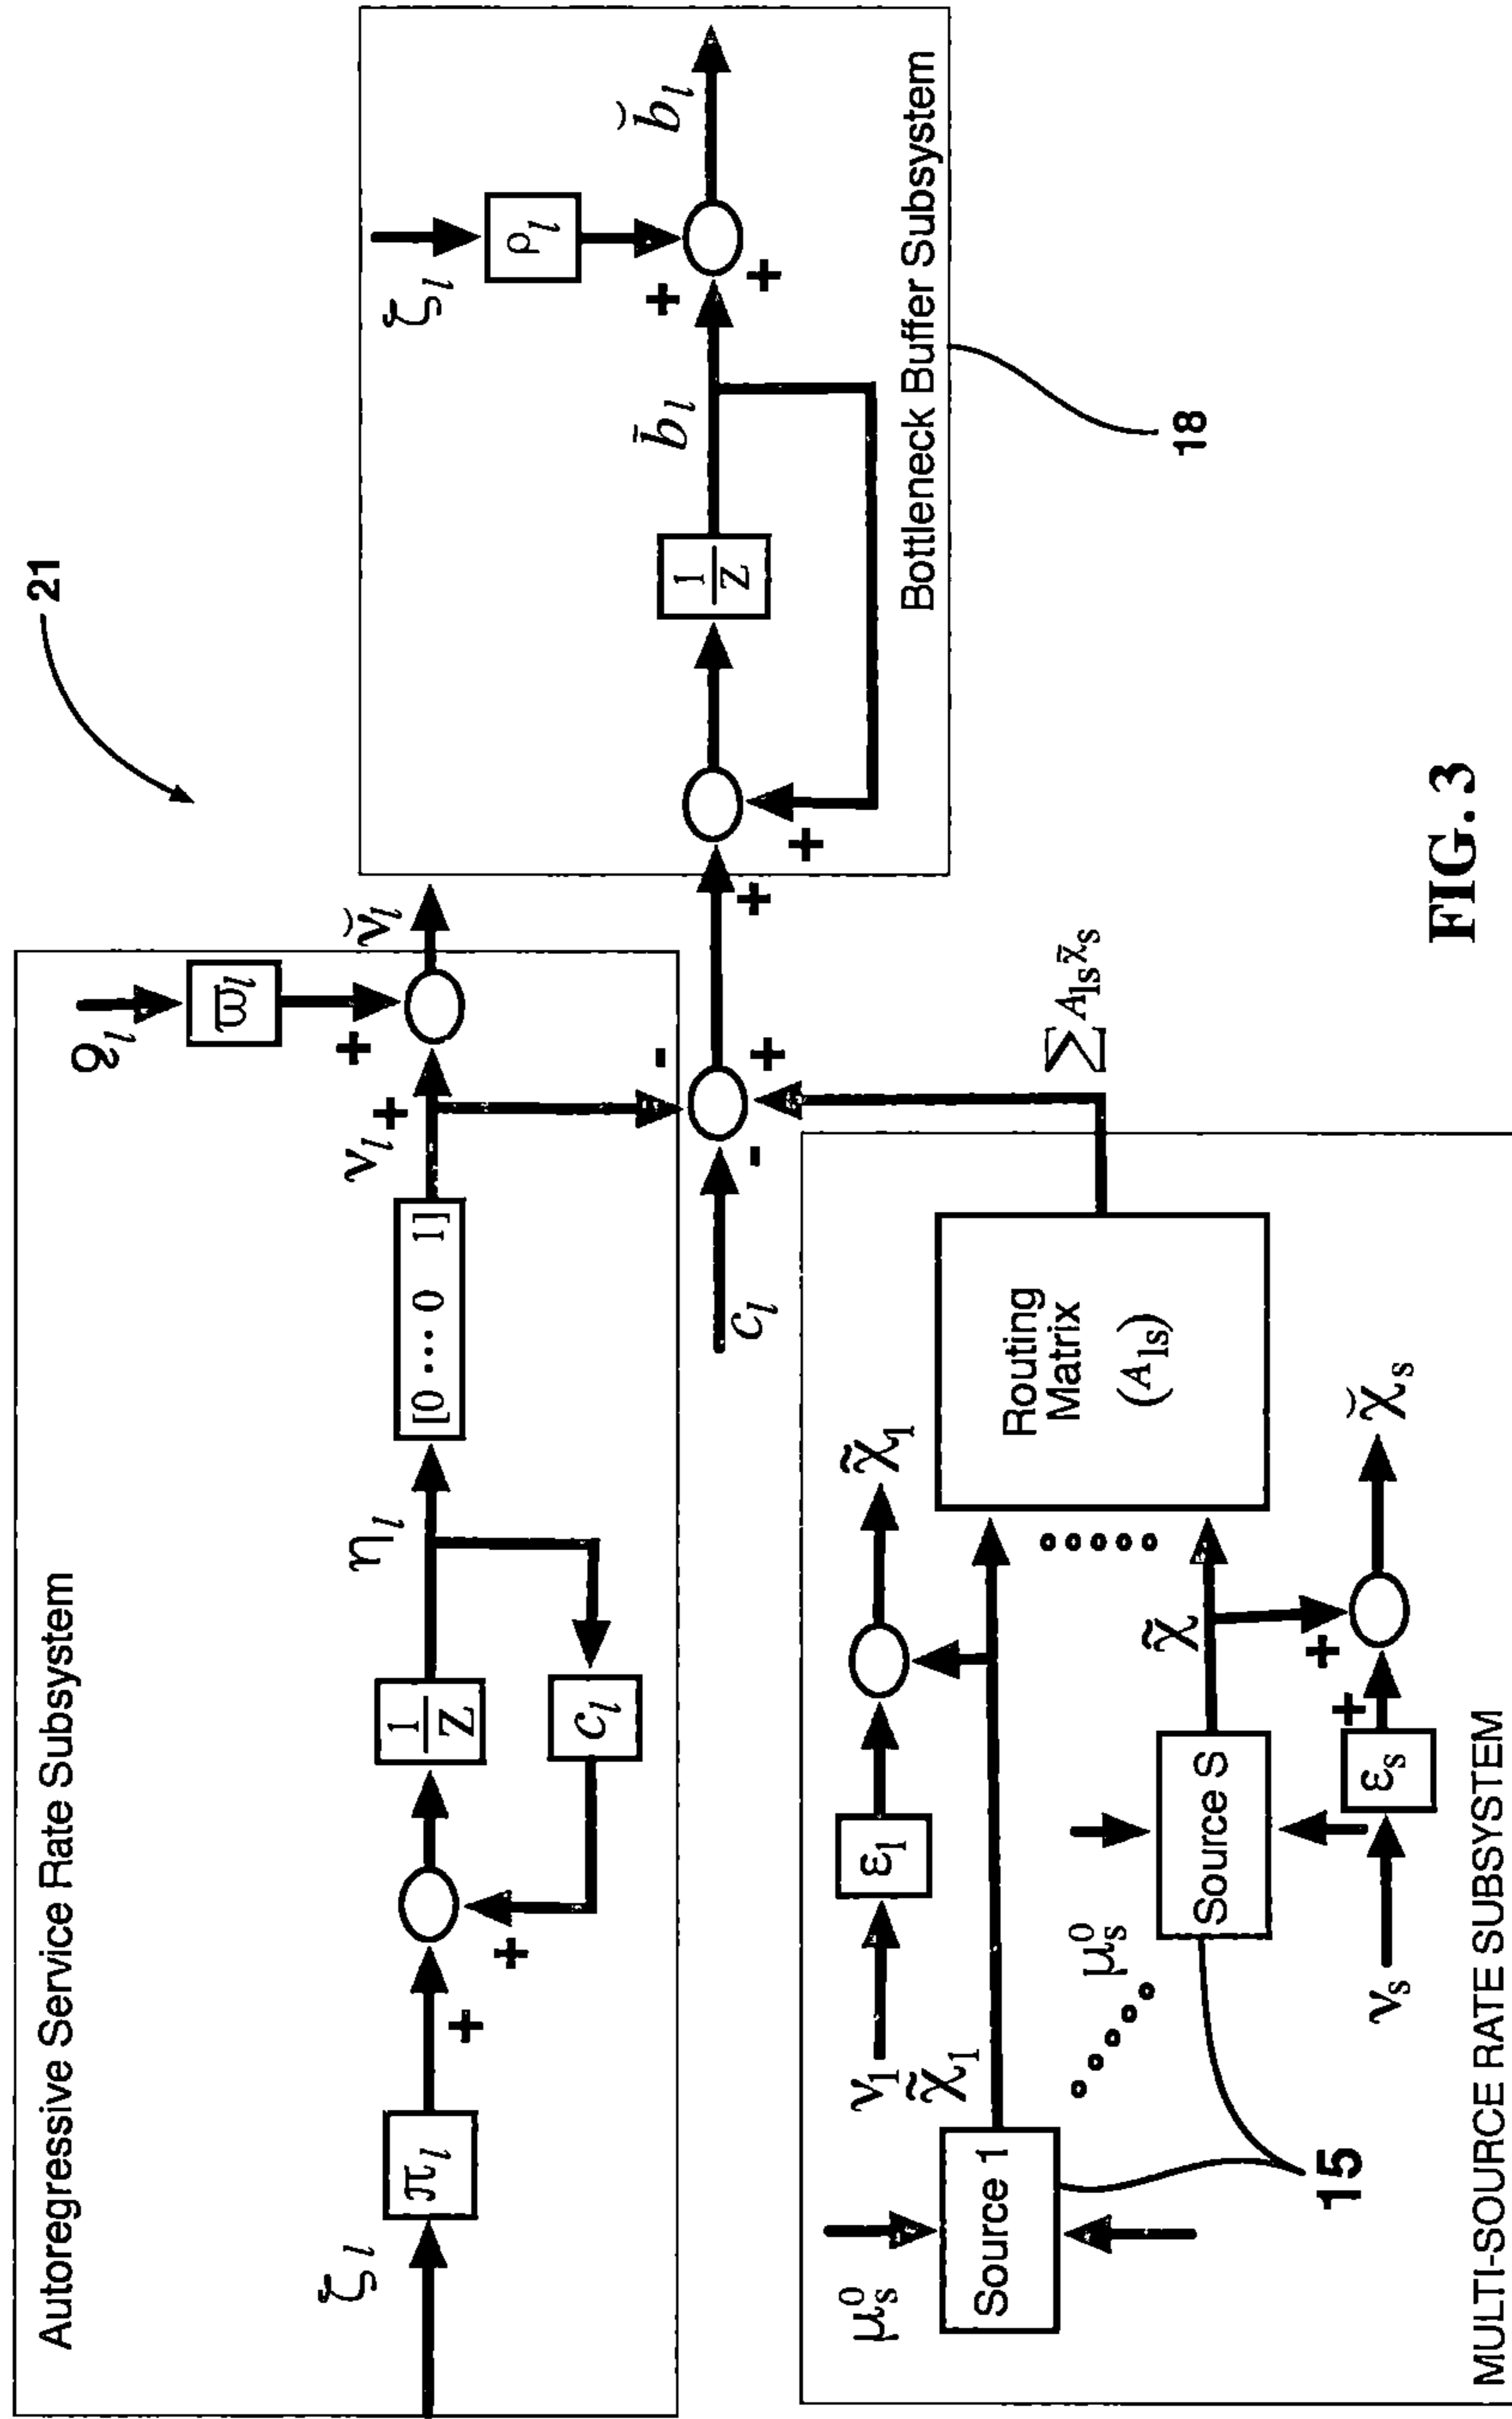 21
Autoregressive Service Rate Subsystem
ζ_l
π_l
+
+
1/Z
c_l
η_l
[0 ⋯ 0 1]
ν_l
+
+
ϖ_l
ν̆_l
c_l
-
-
+
+
∑ A_ls χ̃_s
+
1/Z
b̃_l
+
+
ζ_l
ρ_l
b̆_l
Bottleneck Buffer Subsystem
18
μ_s^0
Source 1
χ̃_1
ν_1
ε_1
χ̃_1
15
μ_s^0
Source S
χ̃
ν_s
ε_s
+
+
χ̆_s
Routing
Matrix
(A_ls)
MULTI-SOURCE RATE SUBSYSTEM
FIG. 3